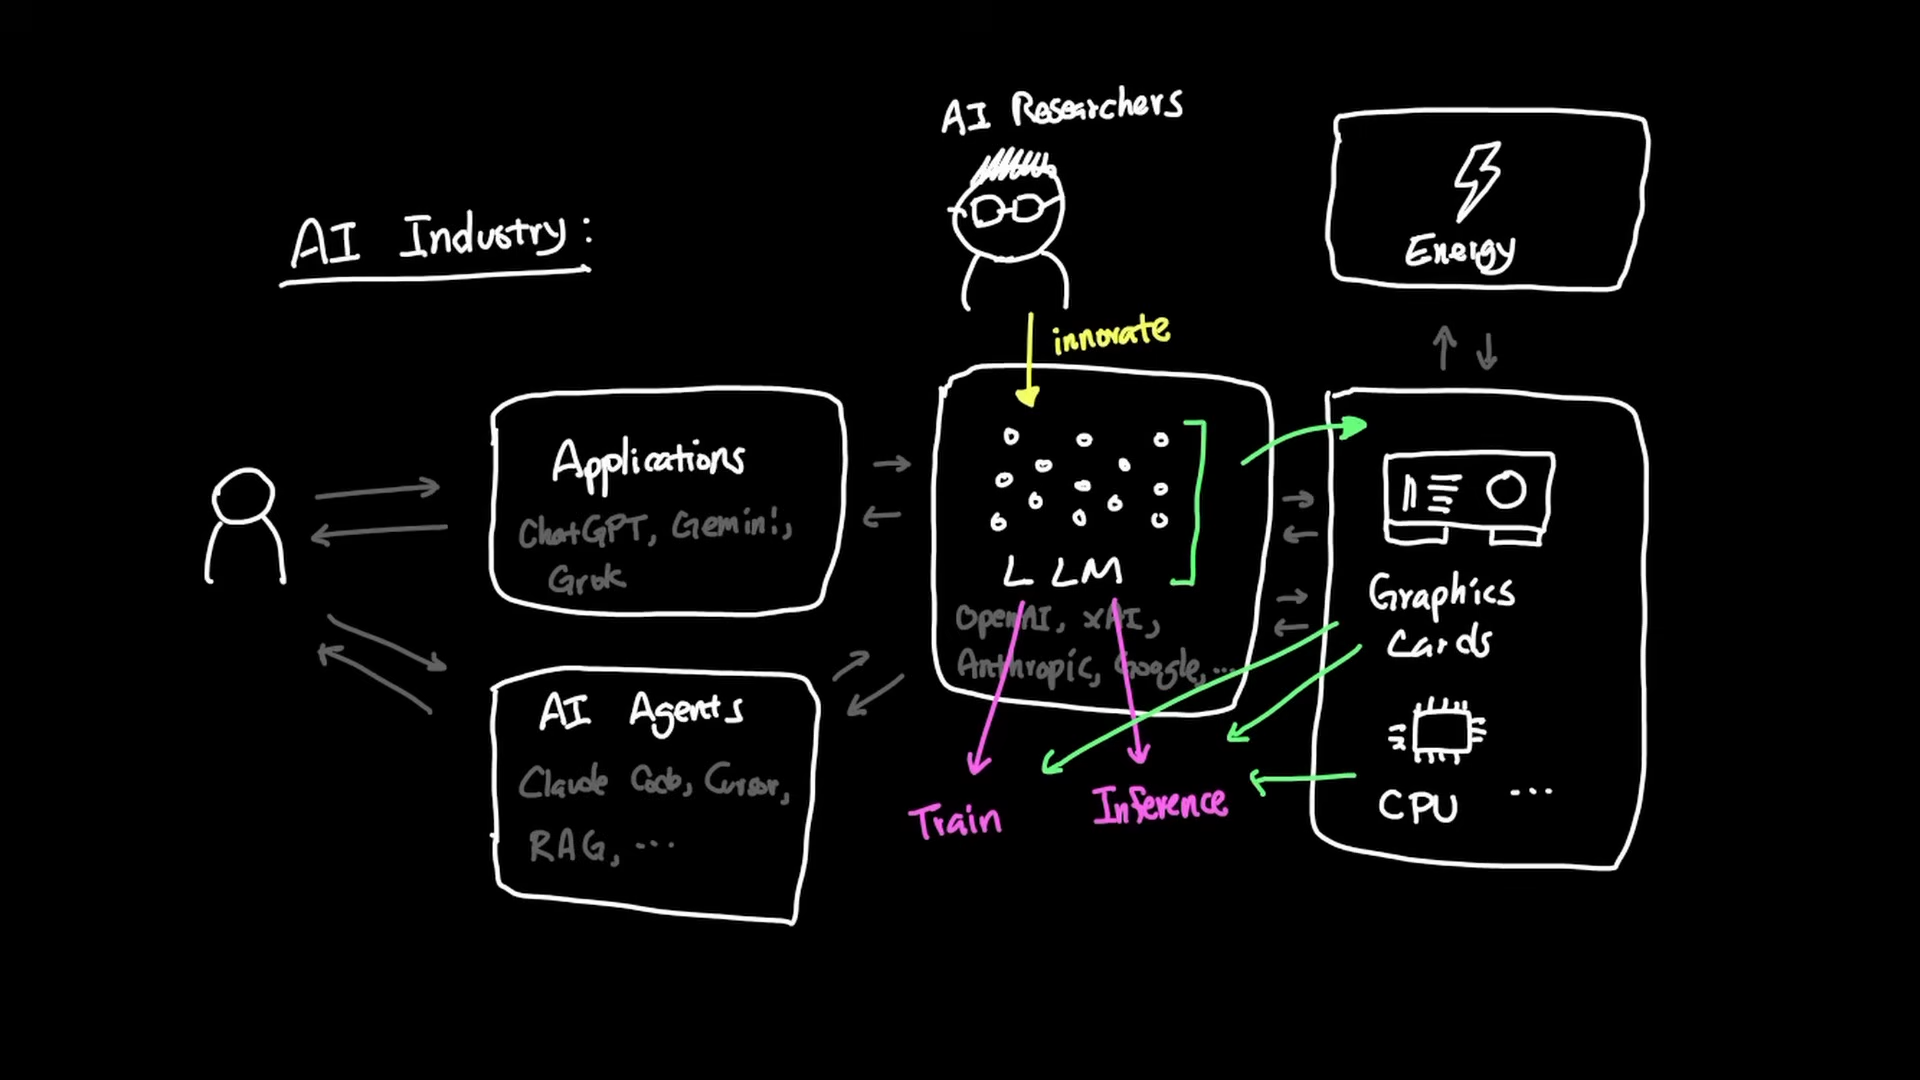 AI Researchers
AI Industry:
Energy
innovate
Applications
ChatGPT, Gemini,
Grok
LLM
OpenAI, xAI,
Anthropic, Google, ...
Graphics
Cards
AI Agents
Claude Code, Cursor,
RAG, ...
Train
Inference
CPU ...